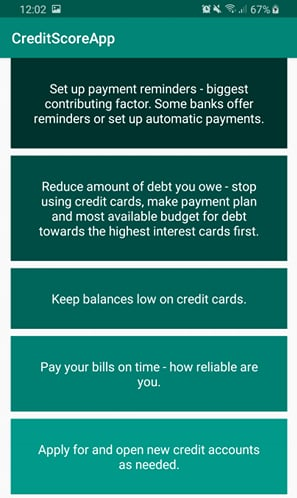 12:02
67%
CreditScoreApp
Set up payment reminders - biggest
contributing factor. Some banks offer
reminders or set up automatic payments.
Reduce amount of debt you owe - stop
using credit cards, make payment plan
and most available budget for debt
towards the highest interest cards first.
Keep balances low on credit cards.
Pay your bills on time - how reliable are
you.
Apply for and open new credit accounts
as needed.